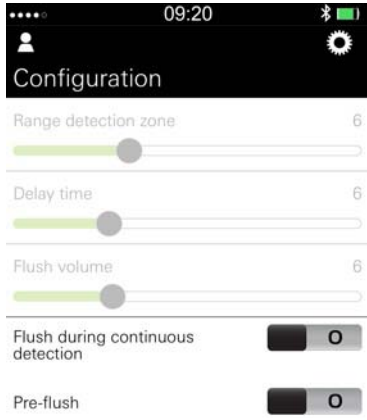 09:20
Configuration
Range detection zone 6
Delay time 6
Flush volume 6
Flush during continuous
detection O
Pre-flush O